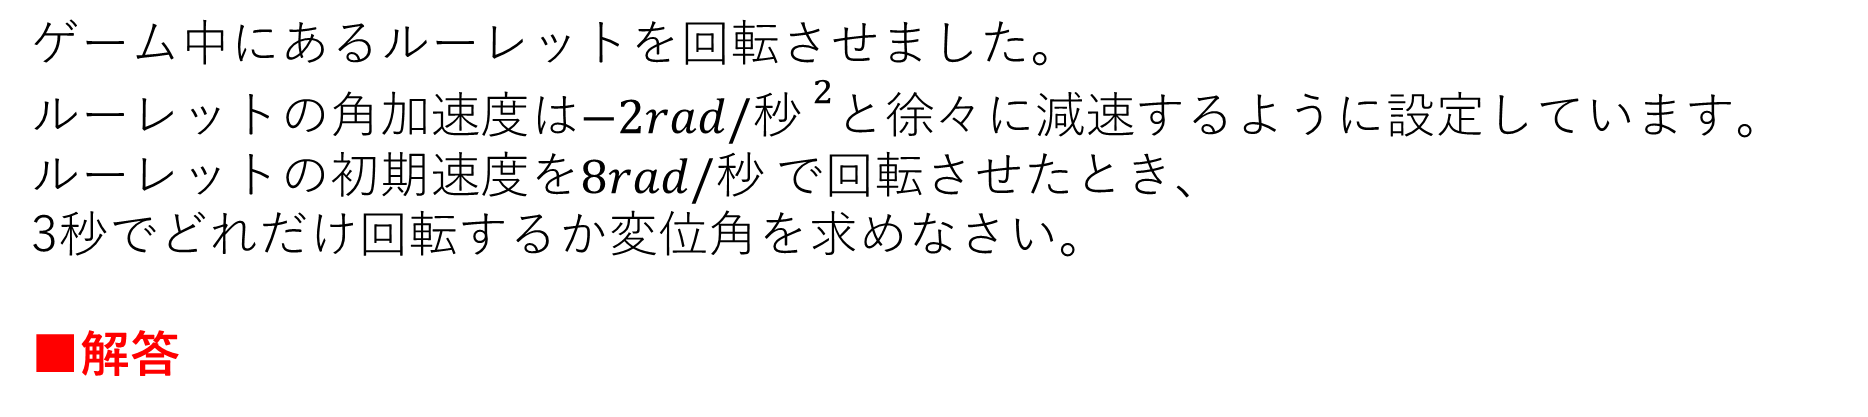 ゲーム中にあるルーレットを回転させました。
ルーレットの角加速度は−2rad/秒²と徐々に減速するように設定しています。
ルーレットの初期速度を8rad/秒 で回転させたとき、
3秒でどれだけ回転するか変位角を求めなさい。
■解答